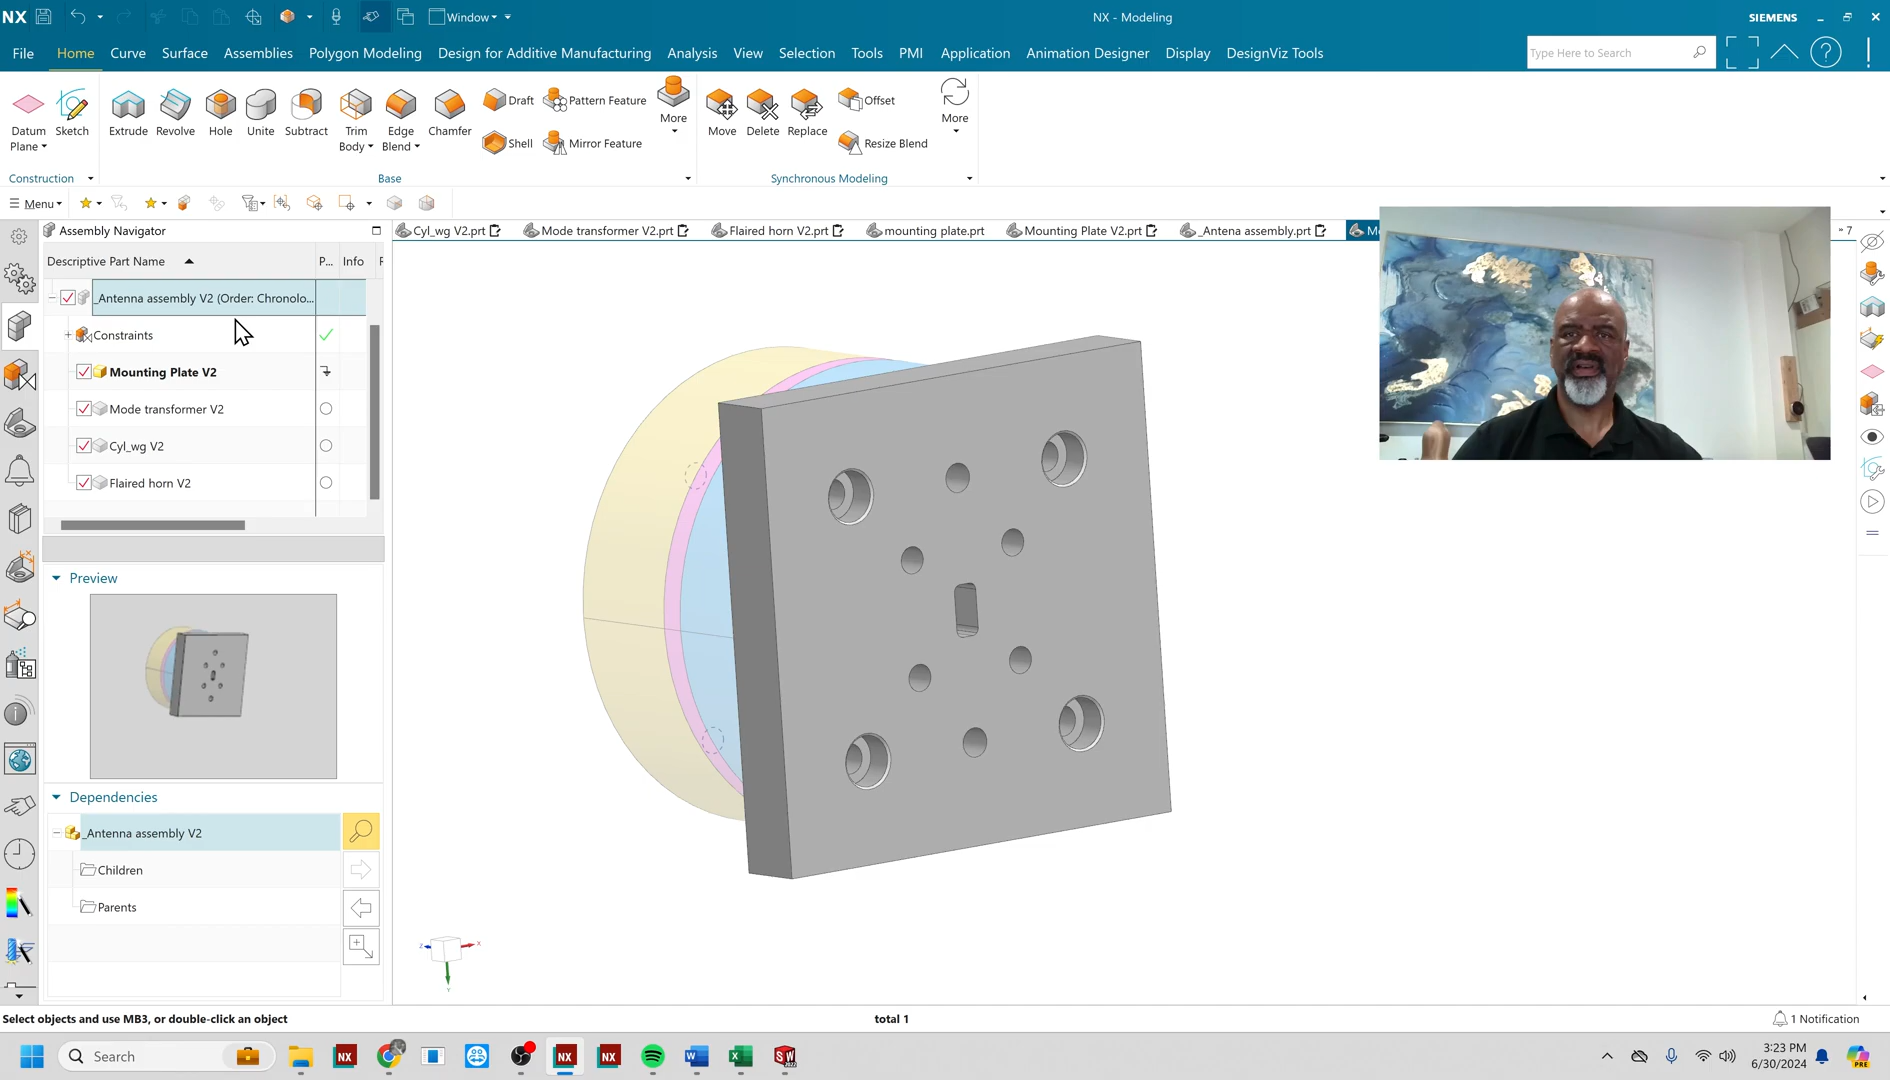 NX
Window
NX - Modeling
SIEMENS
File Home Curve Surface Assemblies Polygon Modeling Design for Additive Manufacturing Analysis View Selection Tools PMI Application Animation Designer Display DesignViz Tools
Type Here to Search
Datum Plane
Sketch
Extrude
Revolve
Hole
Unite
Subtract
Trim Body
Edge Blend
Chamfer
Draft
Shell
Pattern Feature
Mirror Feature
More
Move
Delete
Replace
Offset
Resize Blend
More
Construction
Base
Synchronous Modeling
Menu
Assembly Navigator
Cyl_wg V2.prt
Mode transformer V2.prt
Flaired horn V2.prt
mounting plate.prt
Mounting Plate V2.prt
_Antena assembly.prt
» 7
Descriptive Part Name P... Info
_Antenna assembly V2 (Order: Chronolo...
Constraints
Mounting Plate V2
Mode transformer V2
Cyl_wg V2
Flaired horn V2
Preview
Dependencies
_Antenna assembly V2
Children
Parents
Z
X
Y
Select objects and use MB3, or double-click an object
total 1
1 Notification
Search
NX
NX
NX
3:23 PM
6/30/2024
PRE